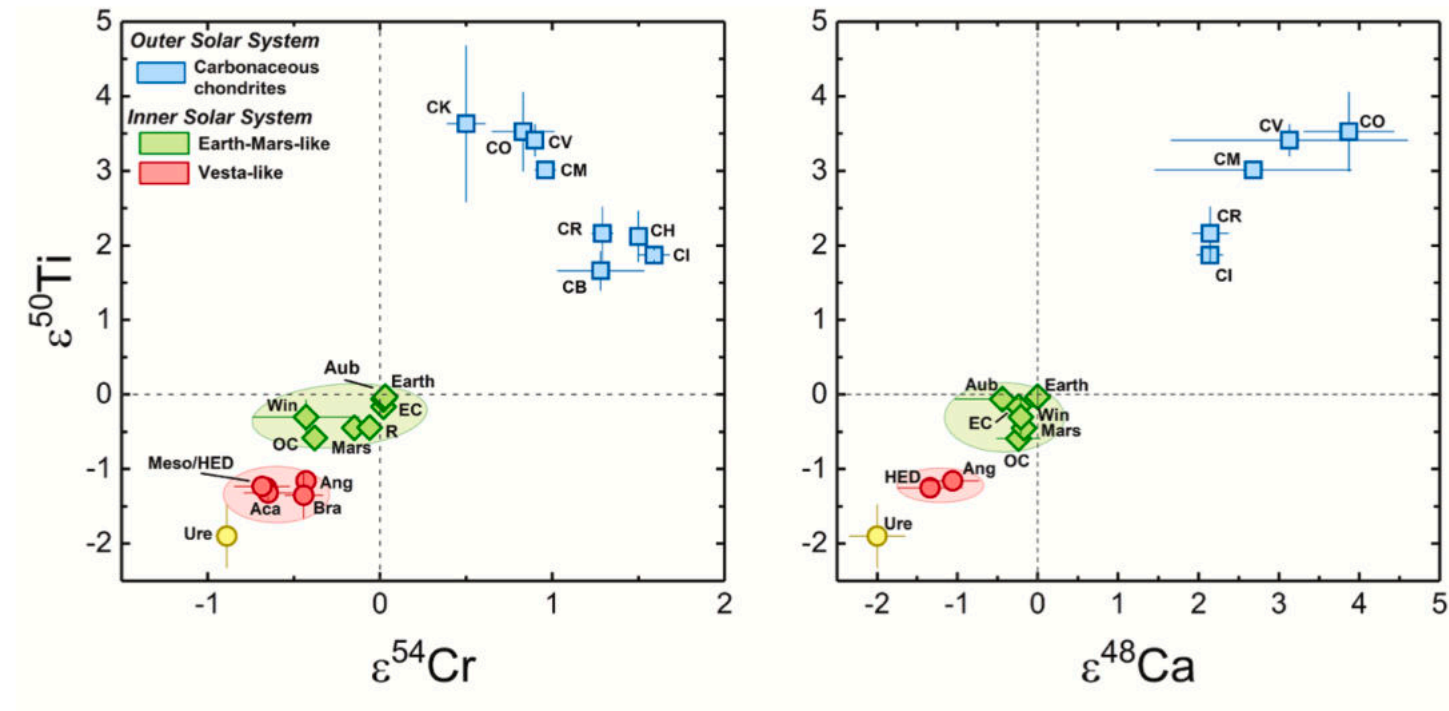 Outer Solar System
Carbonaceous
chondrites
Inner Solar System
Earth-Mars-like
Vesta-like
5
4
3
2
1
0
-1
-2
ε⁵⁰Ti
CK
CO
CV
CM
CR
CH
CI
CB
Aub
Earth
Win
EC
OC
Mars
R
Meso/HED
Ang
Aca
Bra
Ure
-1
0
1
2
ε⁵⁴Cr
5
4
3
2
1
0
-1
-2
CV
CO
CM
CR
CI
Aub
Earth
EC
Win
Mars
OC
HED
Ang
Ure
-2
-1
0
1
2
3
4
5
ε⁴⁸Ca